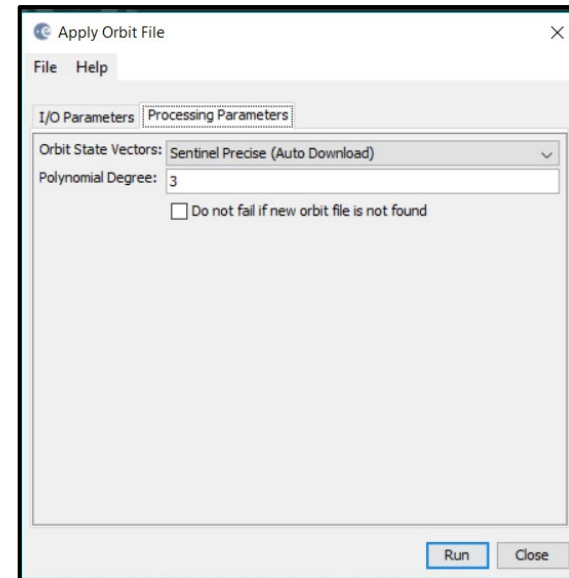 Apply Orbit File
File Help
I/O Parameters Processing Parameters
Orbit State Vectors: Sentinel Precise (Auto Download)
Polynomial Degree: 3
Do not fail if new orbit file is not found
Run Close